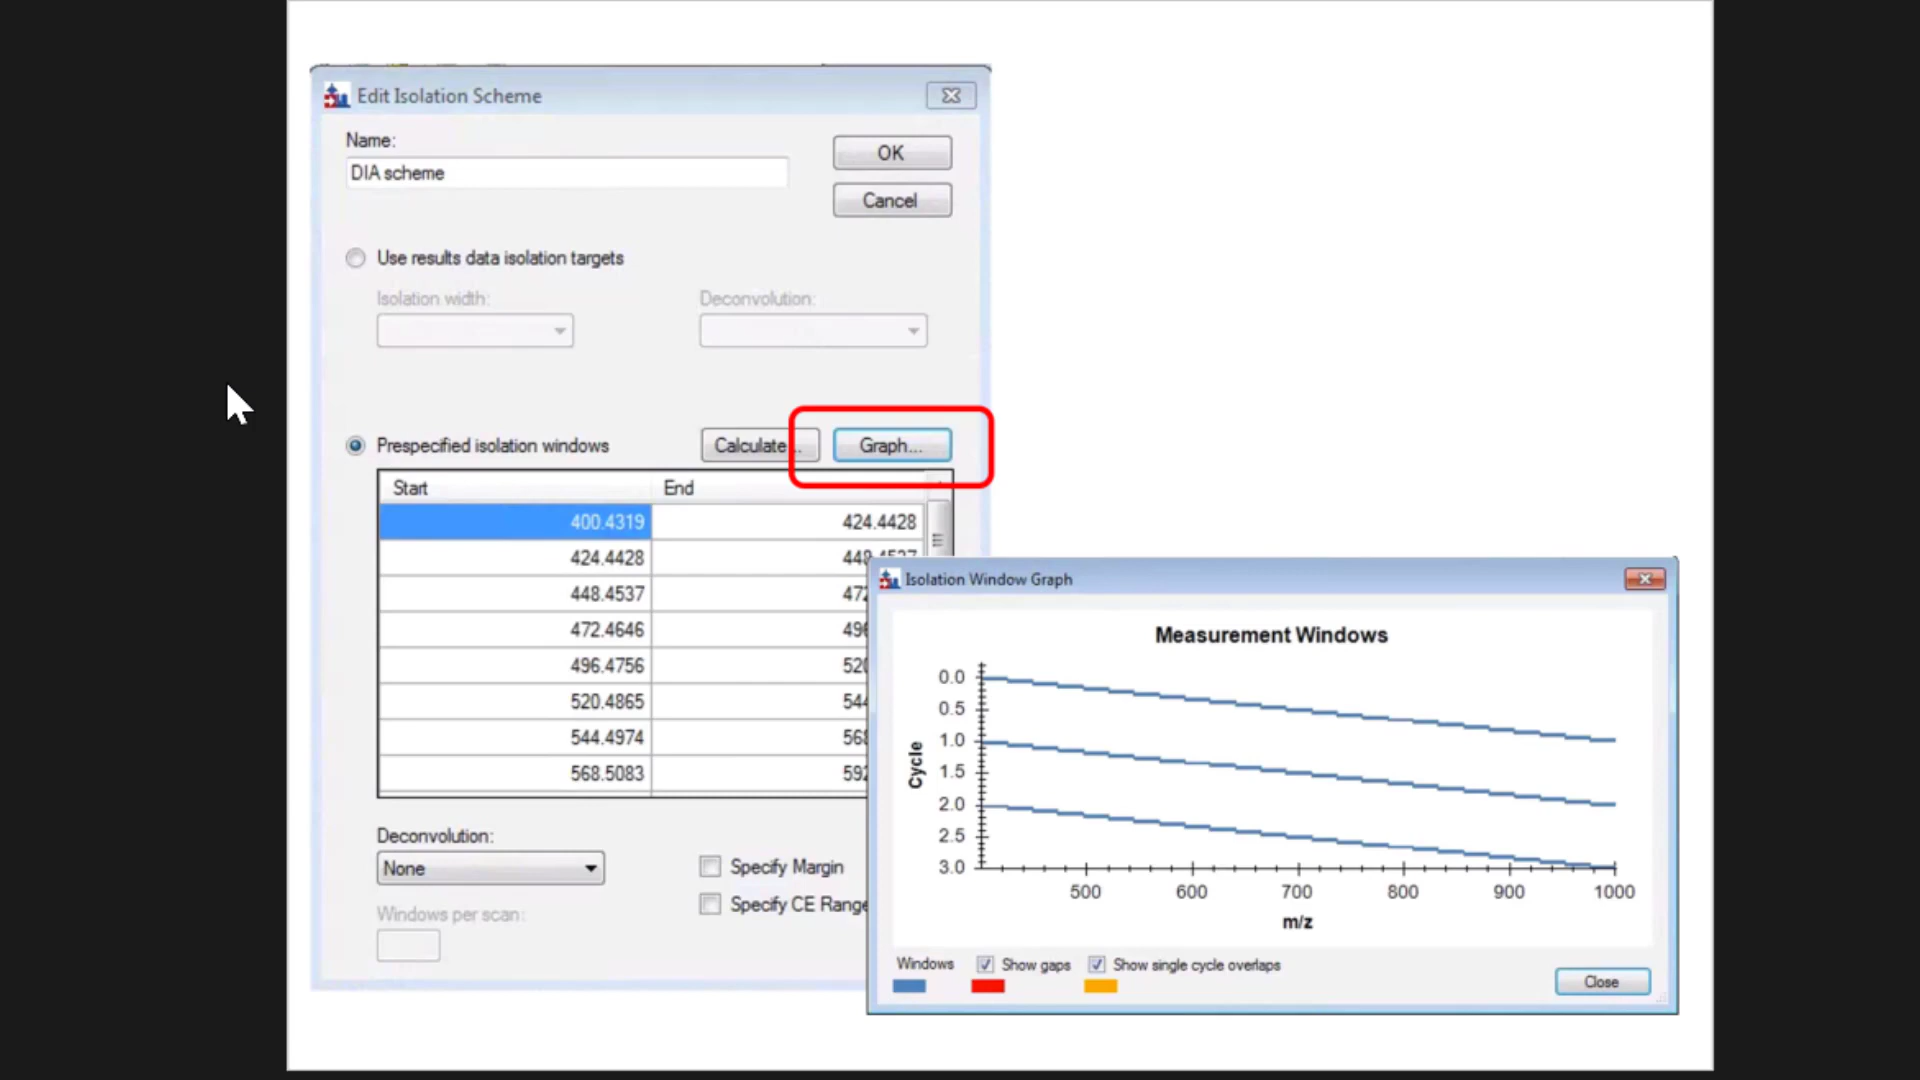 Edit Isolation Scheme
Name:
OK
DIA scheme
Cancel
Use results data isolation targets
Isolation width: Deconvolution:
Prespecified isolation windows Calculate... Graph...
Start End
400.4319 424.4428
424.4428
448.4537
472.4646
496.4756
520.4865
544.4974
568.5083
Deconvolution:
None
Specify Margin
Specify CE Range
Windows per scan:
Isolation Window Graph
Measurement Windows
Cycle
0.0
0.5
1.0
1.5
2.0
2.5
3.0
500 600 700 800 900 1000
m/z
Windows Show gaps Show single cycle overlaps
Close